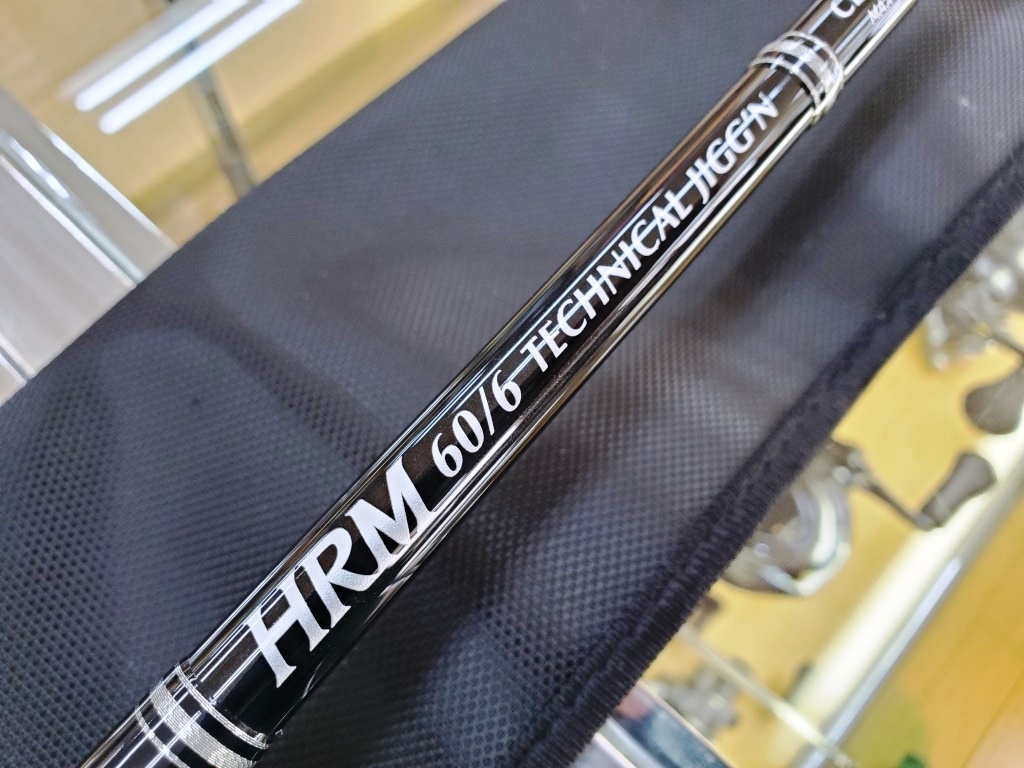 HRM 60/6 TECHNICAL JIGG'N